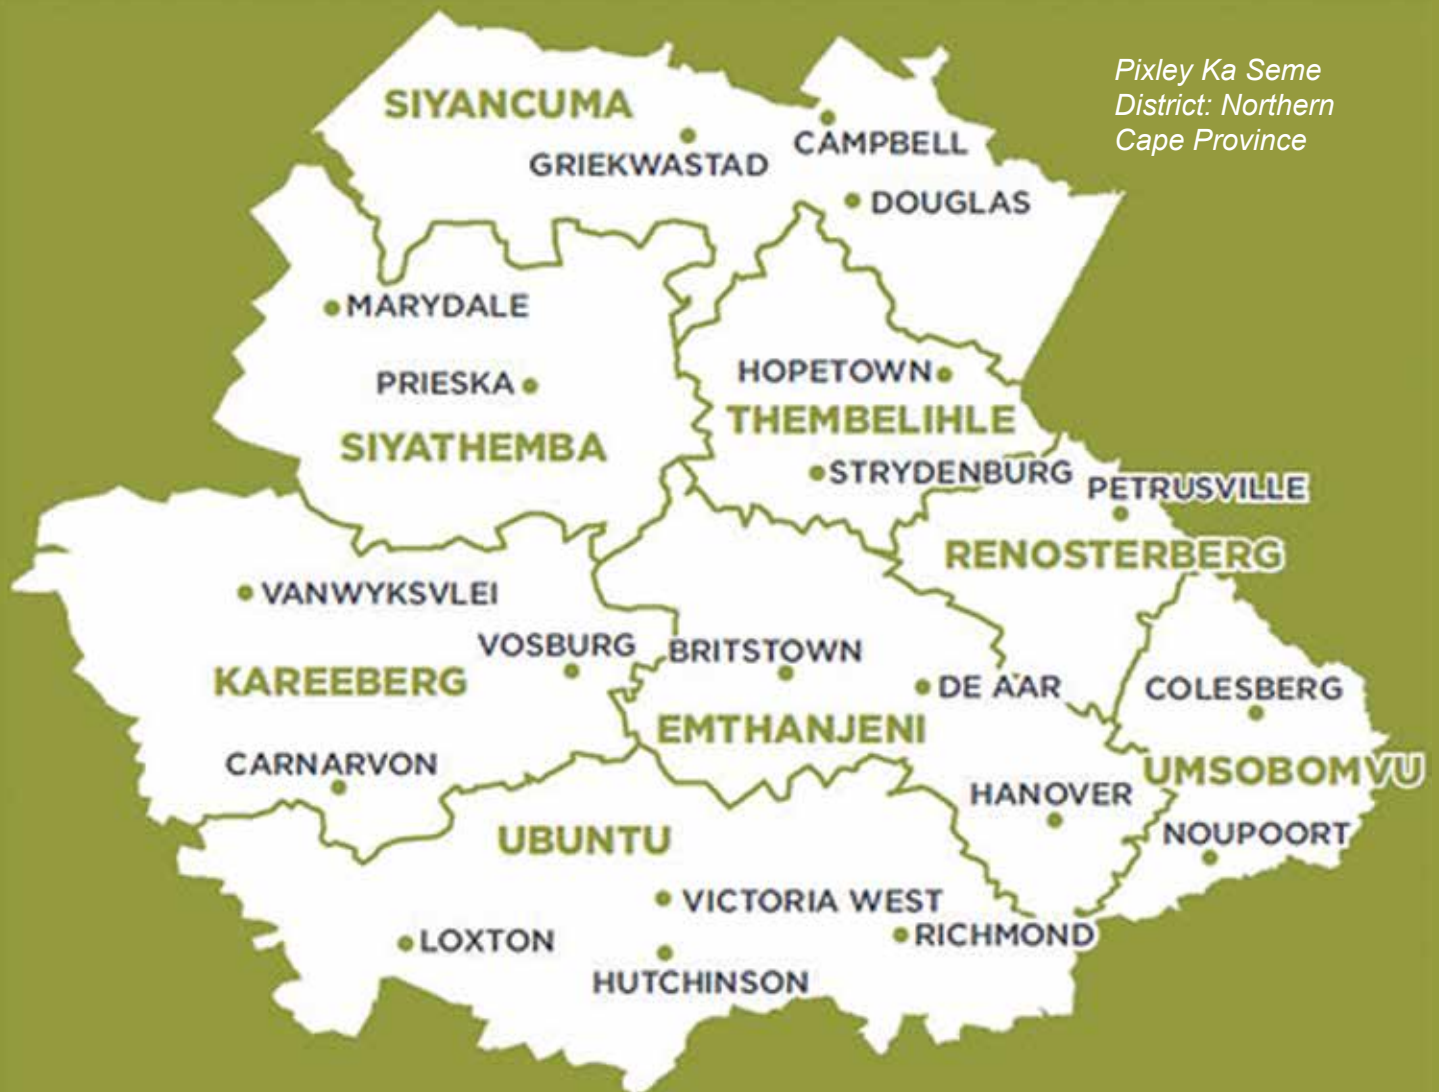 Pixley Ka Seme
District: Northern
Cape Province
SIYANCUMA
GRIEKWASTAD
CAMPBELL
DOUGLAS
MARYDALE
PRIESKA
SIYATHEMBA
HOPETOWN
THEMBELIHLE
STRYDENBURG
PETRUSVILLE
RENOSTERBERG
VANWYKSVLEI
VOSBURG
KAREEBERG
CARNARVON
BRITSTOWN
DE AAR
EMTHANJENI
HANOVER
COLESBERG
UMSOBOMVU
NOUPOORT
UBUNTU
VICTORIA WEST
LOXTON
HUTCHINSON
RICHMOND